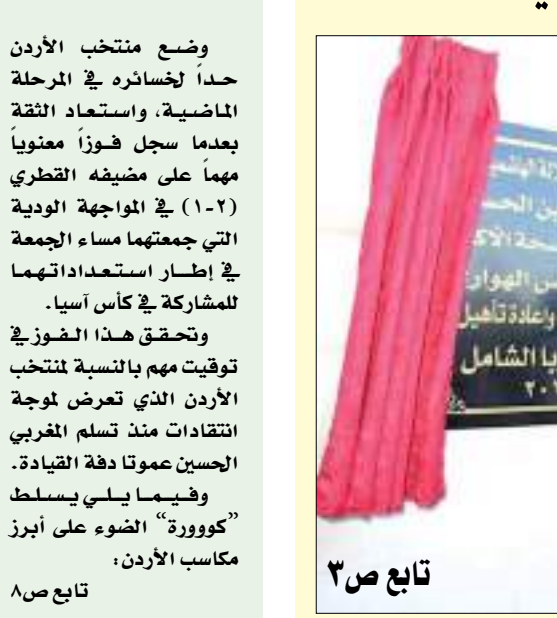 وضع منتخب الأردن
حداً لخسائره في المرحلة
الماضية، واستعاد الثقة
بعدما سجل فوزاً معنوياً
مهماً على مضيفه القطري
(٢-١) في المواجهة الودية
التي جمعتهما مساء الجمعة
في إطار استعداداتهما
للمشاركة في كأس آسيا.
وتحقق هذا الفوز في
توقيت مهم بالنسبة لمنتخب
الأردن الذي تعرض لموجة
انتقادات منذ تسلم المغربي
الحسين عموتا دفة القيادة.
وفيما يلي يسلط
“كووورة” الضوء على أبرز
مكاسب الأردن:
تابع ص٨
وإعادة تأهيل
با الشامل
تابع ص٣